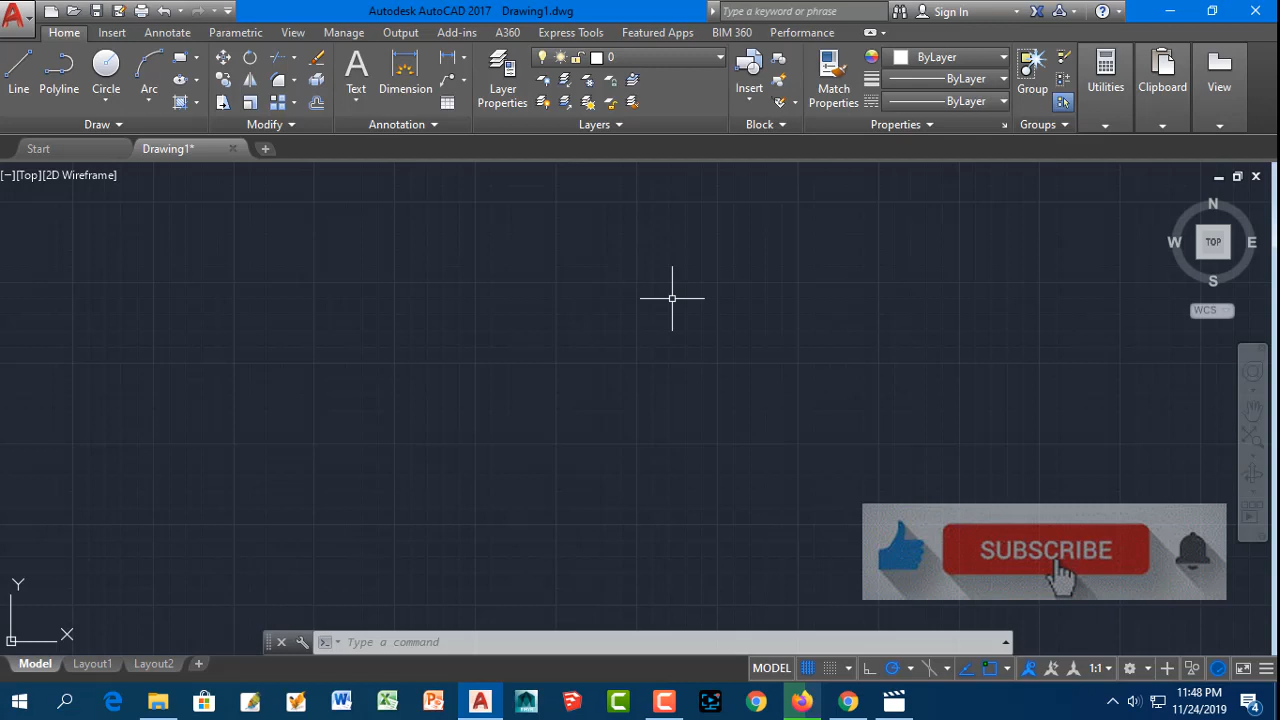 Autodesk AutoCAD 2017 Drawing1.dwg
Type a keyword or phrase
Sign In
Home Insert Annotate Parametric View Manage Output Add-ins A360 Express Tools Featured Apps BIM 360 Performance
0
ByLayer
ByLayer
ByLayer
Line Polyline Circle Arc
Text Dimension
Layer Properties
Insert
Match Properties
Group
Utilities
Clipboard
View
Draw Modify Annotation Layers Block Properties Groups
Start Drawing1*
[−][Top][2D Wireframe]
N
W TOP E
S
WCS
SUBSCRIBE
Y
X
Type a command
Model Layout1 Layout2
MODEL 1:1
11:48 PM
11/24/2019
4